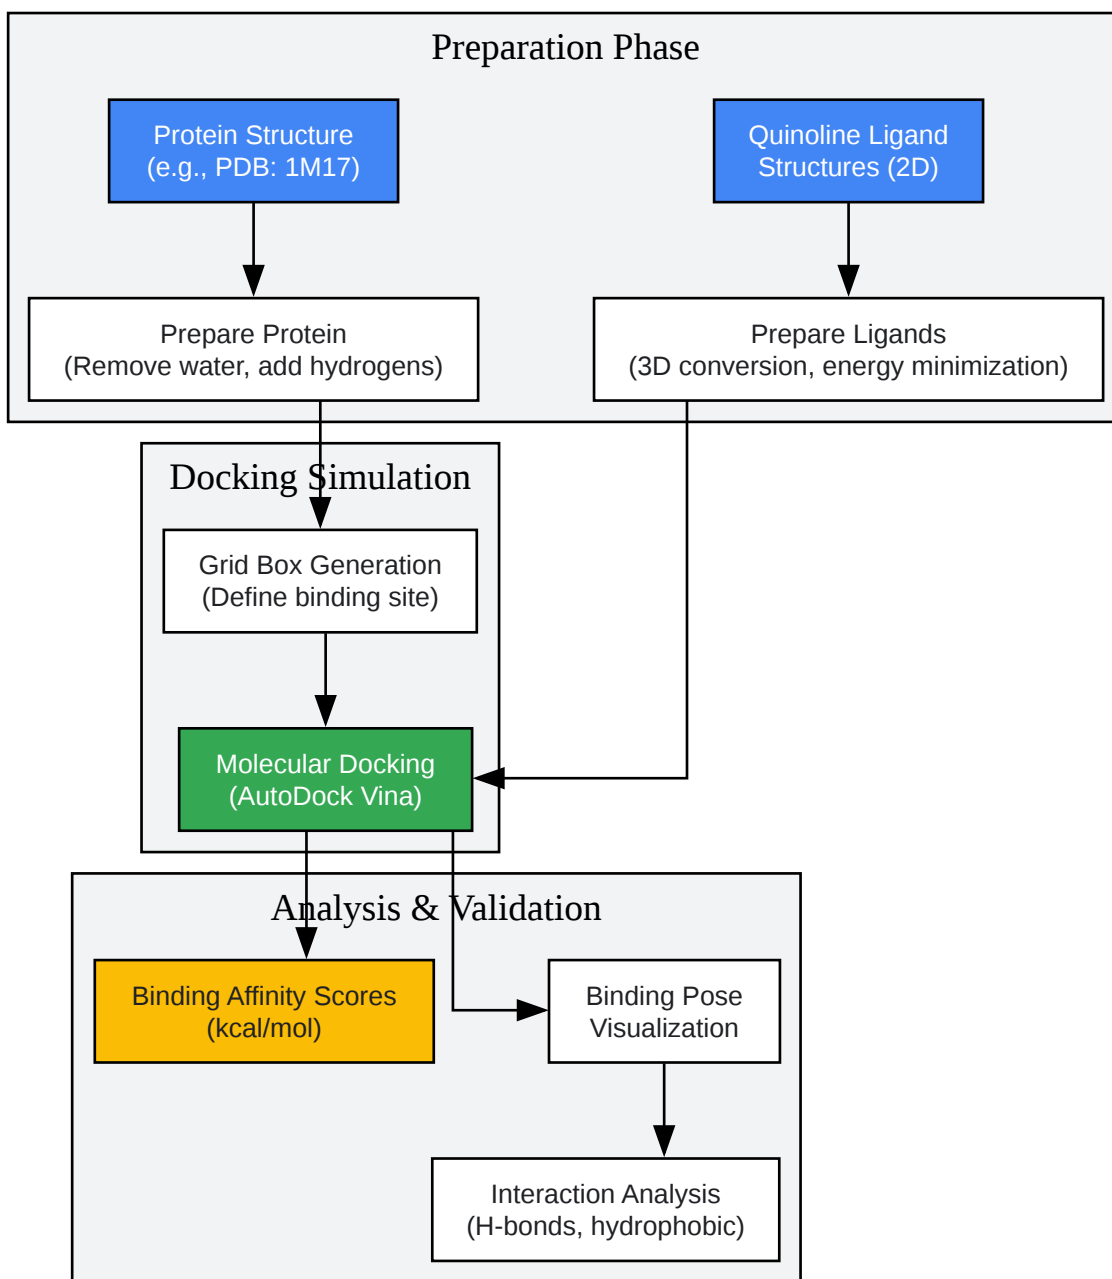 Preparation Phase
Protein Structure
(e.g., PDB: 1M17)
Quinoline Ligand
Structures (2D)
Prepare Protein
(Remove water, add hydrogens)
Prepare Ligands
(3D conversion, energy minimization)
Docking Simulation
Grid Box Generation
(Define binding site)
Molecular Docking
(AutoDock Vina)
Analysis & Validation
Binding Affinity Scores
(kcal/mol)
Binding Pose
Visualization
Interaction Analysis
(H-bonds, hydrophobic)